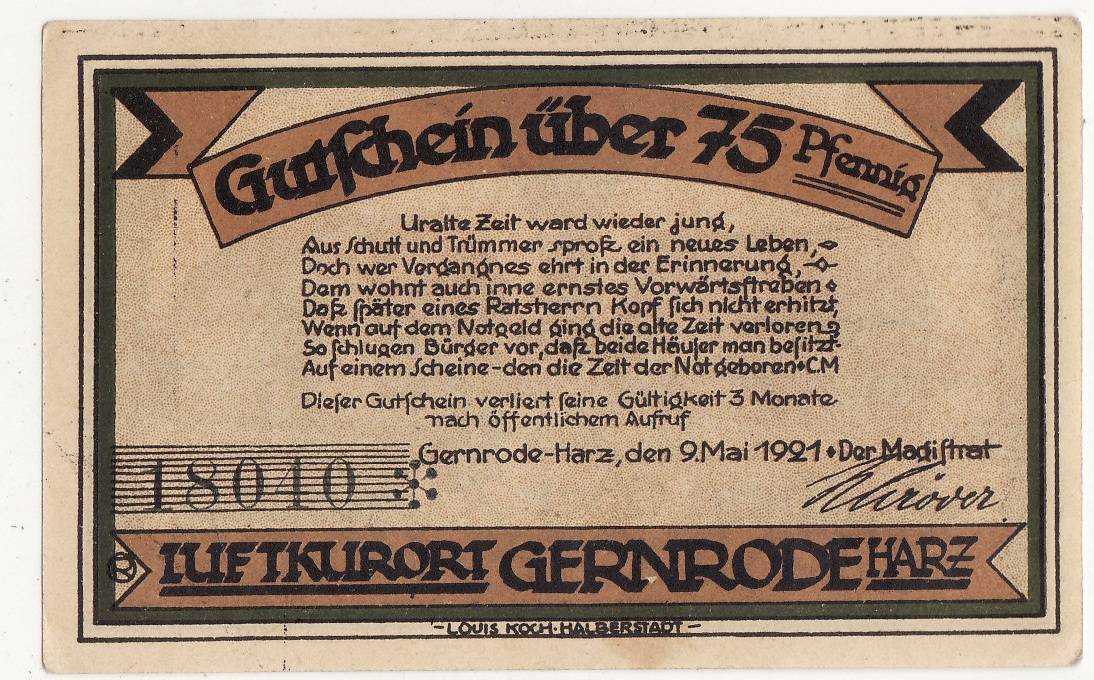 Gutschein über 75 Pfennig
Uralte Zeit ward wieder jung,
Aus Schutt und Trümmer sproß ein neues Leben,
Doch wer Vergangnes ehrt in der Erinnerung,
Dem wohnt auch inne ernstes Vorwärtsstreben
Daß später eines Ratsherrn Kopf sich nicht erhitzt,
Wenn auf dem Notgeld ging die alte Zeit verloren,
So schlugen Bürger vor, daß beide Häuser man besitzt
Auf einem Scheine-den die Zeit der Not geboren•C.M
Dieser Gutschein verliert seine Gültigkeit 3 Monate
nach öffentlichem Aufruf
Gernrode-Harz, den 9.Mai 1921•Der Magistrat
18040
LUFTKURORT GERNRODE HARZ
-LOUIS KOCH·HALBERSTADT-